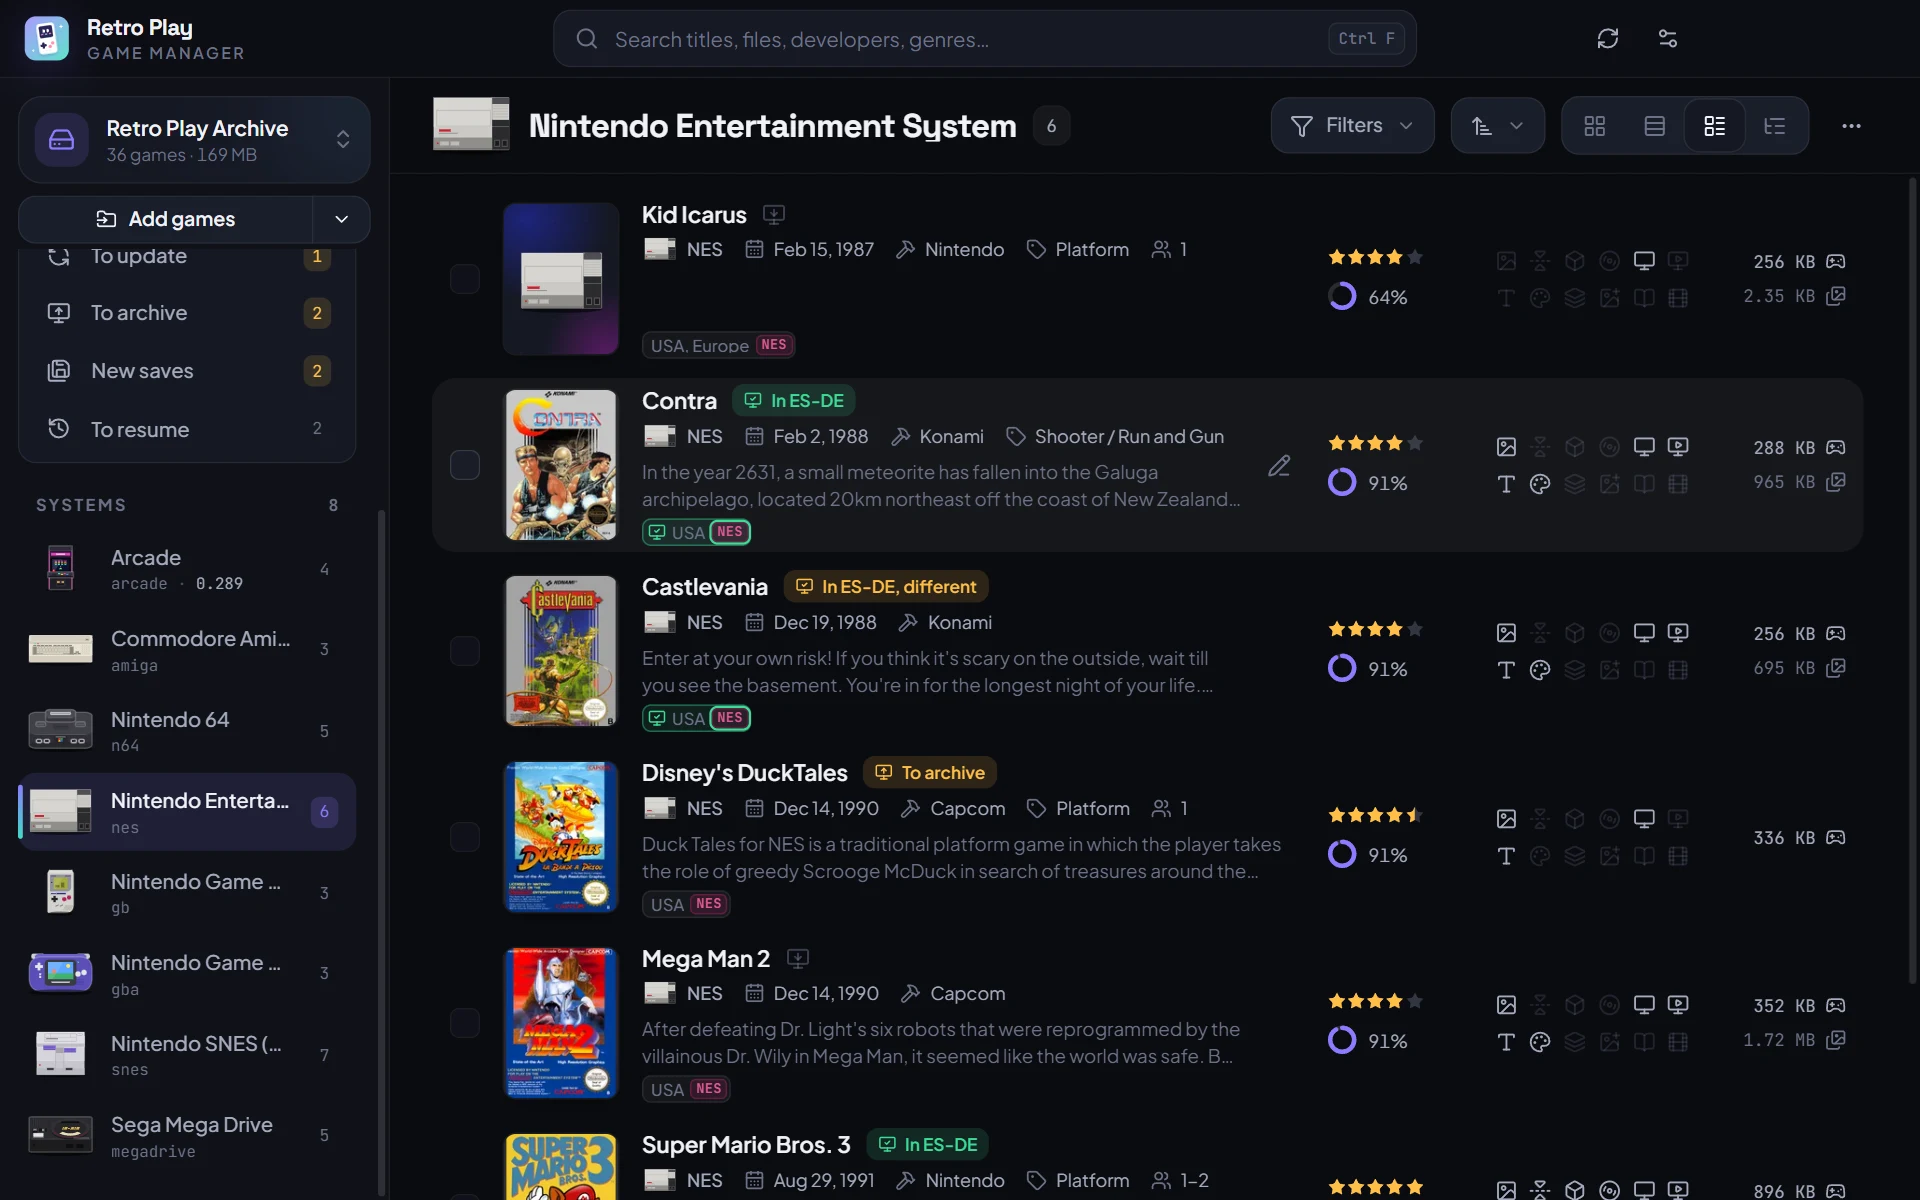 Retro Play
GAME MANAGER
Search titles, files, developers, genres...
Ctrl F
Retro Play Archive
36 games · 169 MB
Add games
To update 1
To archive 2
New saves 2
To resume 2
SYSTEMS 8
Arcade
arcade · 0.289
4
Commodore Ami...
amiga
3
Nintendo 64
n64
5
Nintendo Enterta...
nes
6
Nintendo Game ...
gb
3
Nintendo Game ...
gba
3
Nintendo SNES (...
snes
7
Sega Mega Drive
megadrive
5
Nintendo Entertainment System 6
Filters
Kid Icarus
NES Feb 15, 1987 Nintendo Platform 1
USA, Europe NES
64%
256 KB
2.35 KB
KONAMI
CONTRA
Contra In ES-DE
NES Feb 2, 1988 Konami Shooter / Run and Gun
In the year 2631, a small meteorite has fallen into the Galuga
archipelago, located 20km northeast off the coast of New Zealand...
USA NES
91%
288 KB
965 KB
KONAMI
Castlevania
Castlevania In ES-DE, different
NES Dec 19, 1988 Konami
Enter at your own risk! If you think it's scary on the outside, wait till
you see the basement. You're in for the longest night of your life....
USA NES
91%
256 KB
695 KB
DUCKTALES
Disney's DuckTales To archive
NES Dec 14, 1990 Capcom Platform 1
Duck Tales for NES is a traditional platform game in which the player takes
the role of greedy Scrooge McDuck in search of treasures around the...
USA NES
91%
336 KB
CAPCOM
MEGA MAN 2
Mega Man 2
NES Dec 14, 1990 Capcom
After defeating Dr. Light's six robots that were reprogrammed by the
villainous Dr. Wily in Mega Man, it seemed like the world was safe. B...
USA NES
91%
352 KB
1.72 MB
SUPER MARIO BROS. 3
Super Mario Bros. 3 In ES-DE
NES Aug 29, 1991 Nintendo Platform 1–2
896 KB